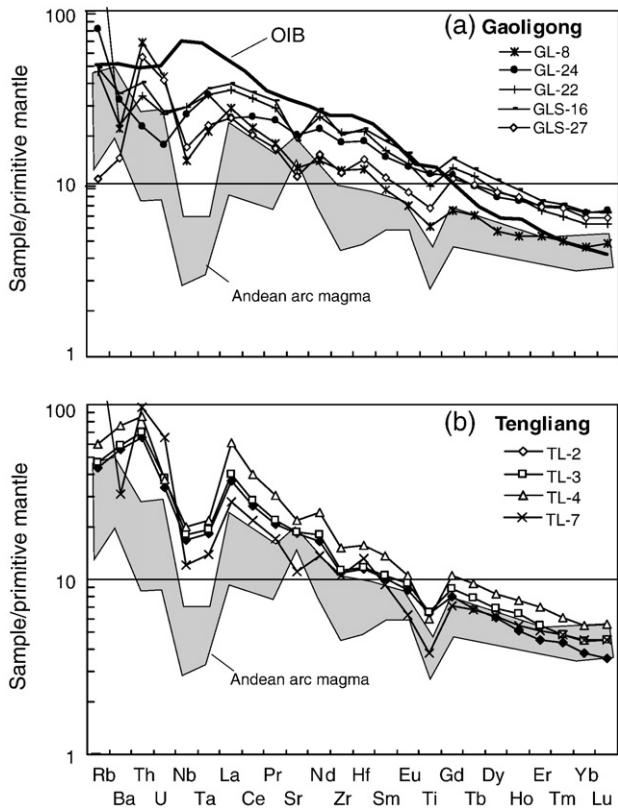 100
OIB
(a) Gaoligong
GL-8
GL-24
GL-22
GLS-16
GLS-27
10
Sample/primitive mantle
Andean arc magma
1
100
(b) Tengliang
TL-2
TL-3
TL-4
TL-7
10
Sample/primitive mantle
Andean arc magma
1
Rb Th Nb La Pr Nd Hf Eu Gd Dy Er Yb
Ba U Ta Ce Sr Zr Sm Ti Tb Ho Tm Lu